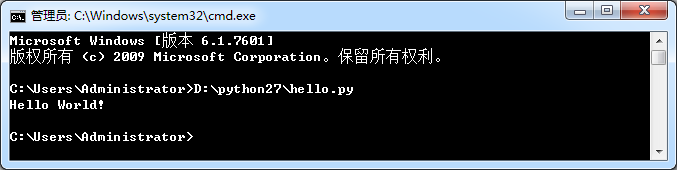 管理员: C:\Windows\system32\cmd.exe
Microsoft Windows [版本 6.1.7601]
版权所有 (c) 2009 Microsoft Corporation。保留所有权利。
C:\Users\Administrator>D:\python27\hello.py
Hello World!
C:\Users\Administrator>